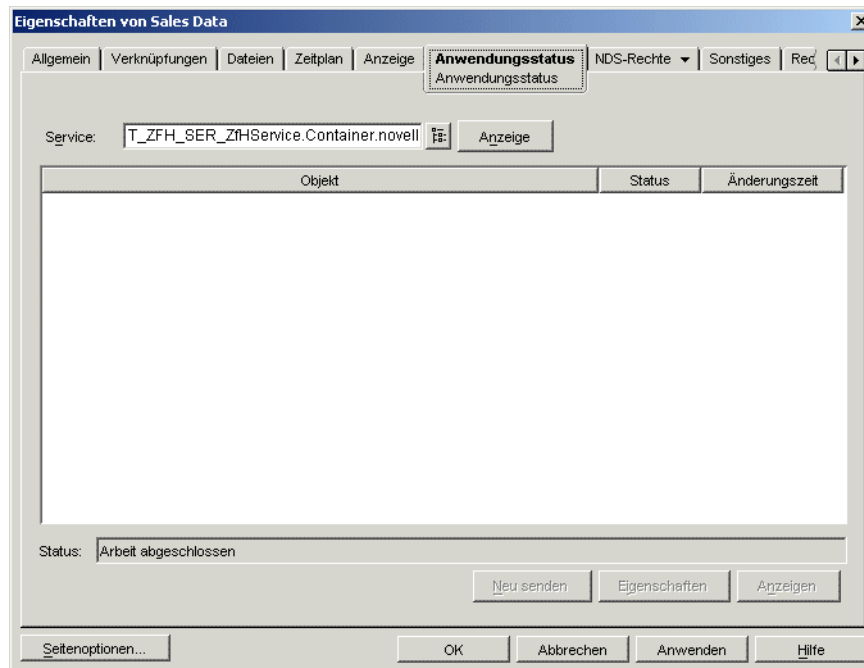 Eigenschaften von Sales Data
Allgemein Verknüpfungen Dateien Zeitplan Anzeige Anwendungsstatus NDS-Rechte Sonstiges Rec
Anwendungsstatus
Service: T_ZFH_SER_ZfHService.Container.novell Anzeige
Objekt Status Änderungszeit
Status: Arbeit abgeschlossen
Neu senden Eigenschaften Anzeigen
Seitenoptionen... OK Abbrechen Anwenden Hilfe